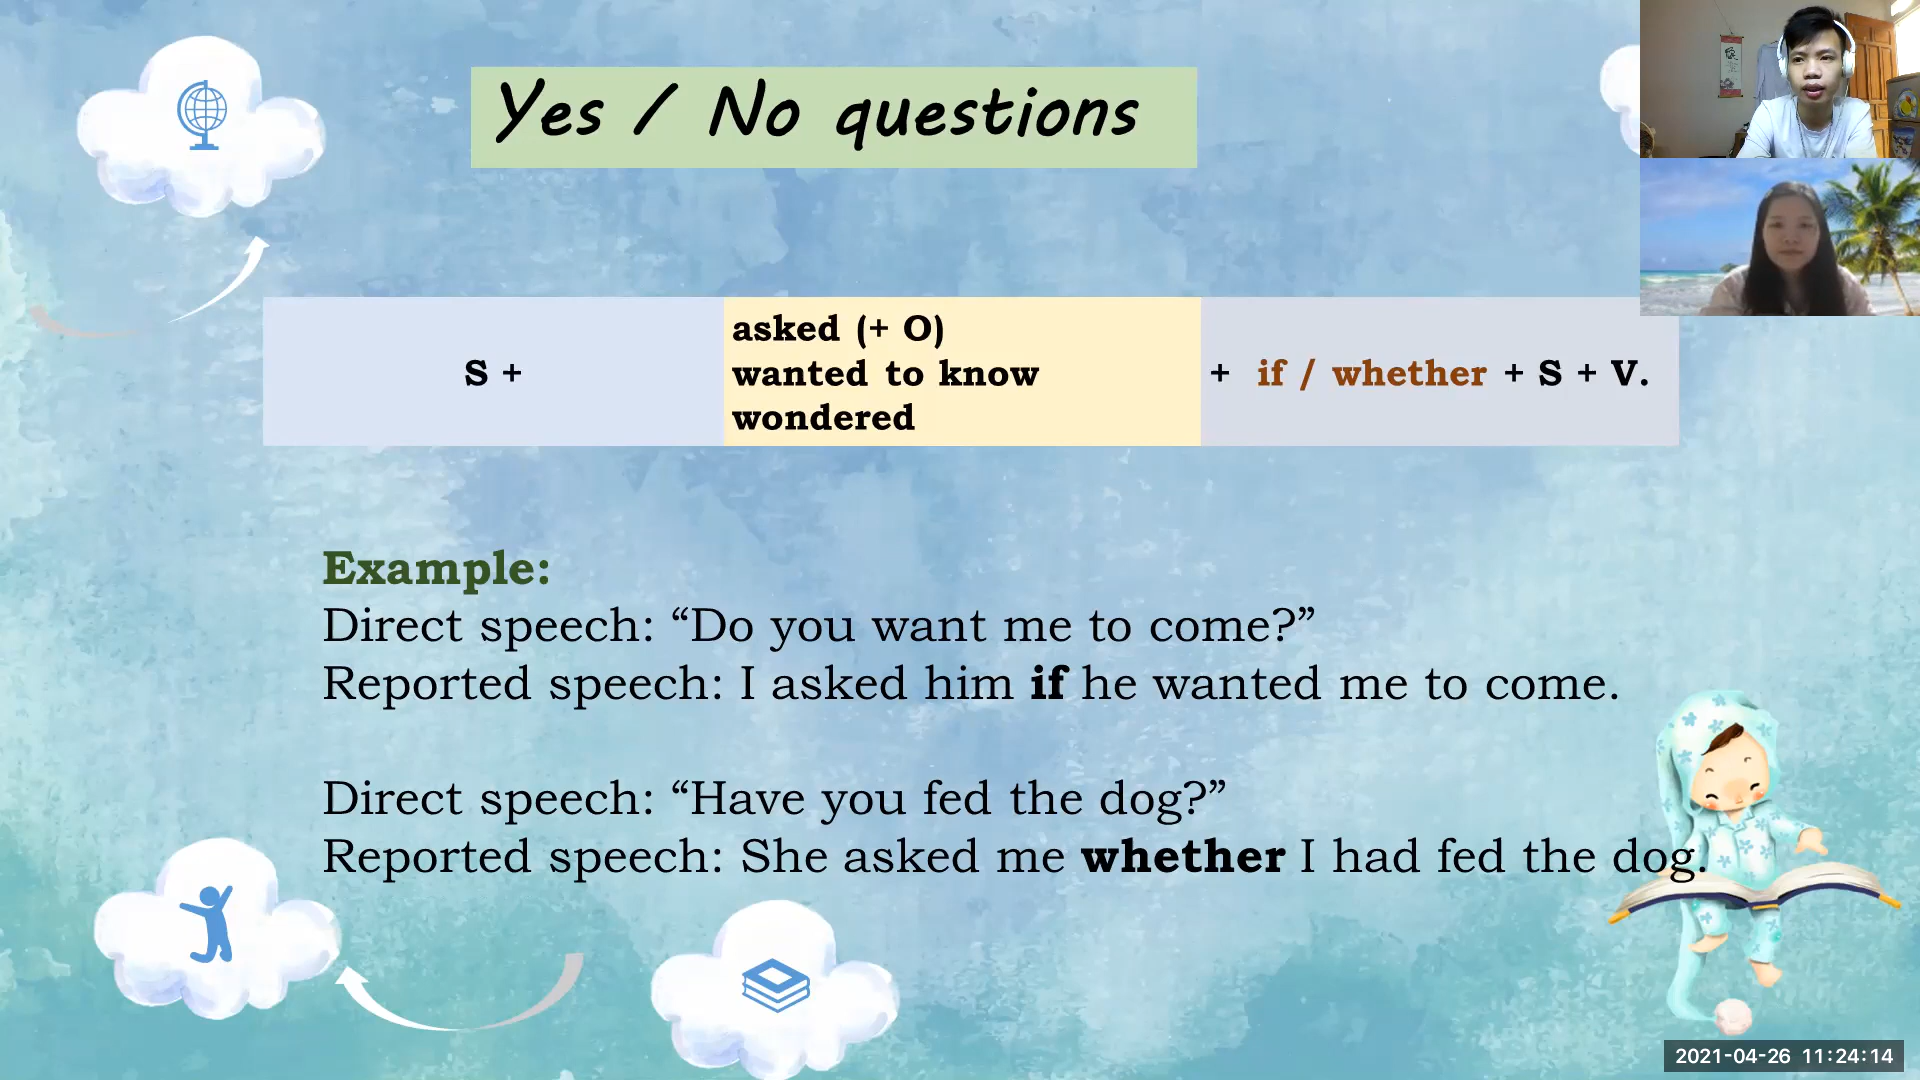 Yes / No questions
S +
asked (+ O)
wanted to know
wondered
+ if / whether + S + V.
Example:
Direct speech: “Do you want me to come?”
Reported speech: I asked him if he wanted me to come.
Direct speech: “Have you fed the dog?”
Reported speech: She asked me whether I had fed the dog.
2021-04-26 11:24:14